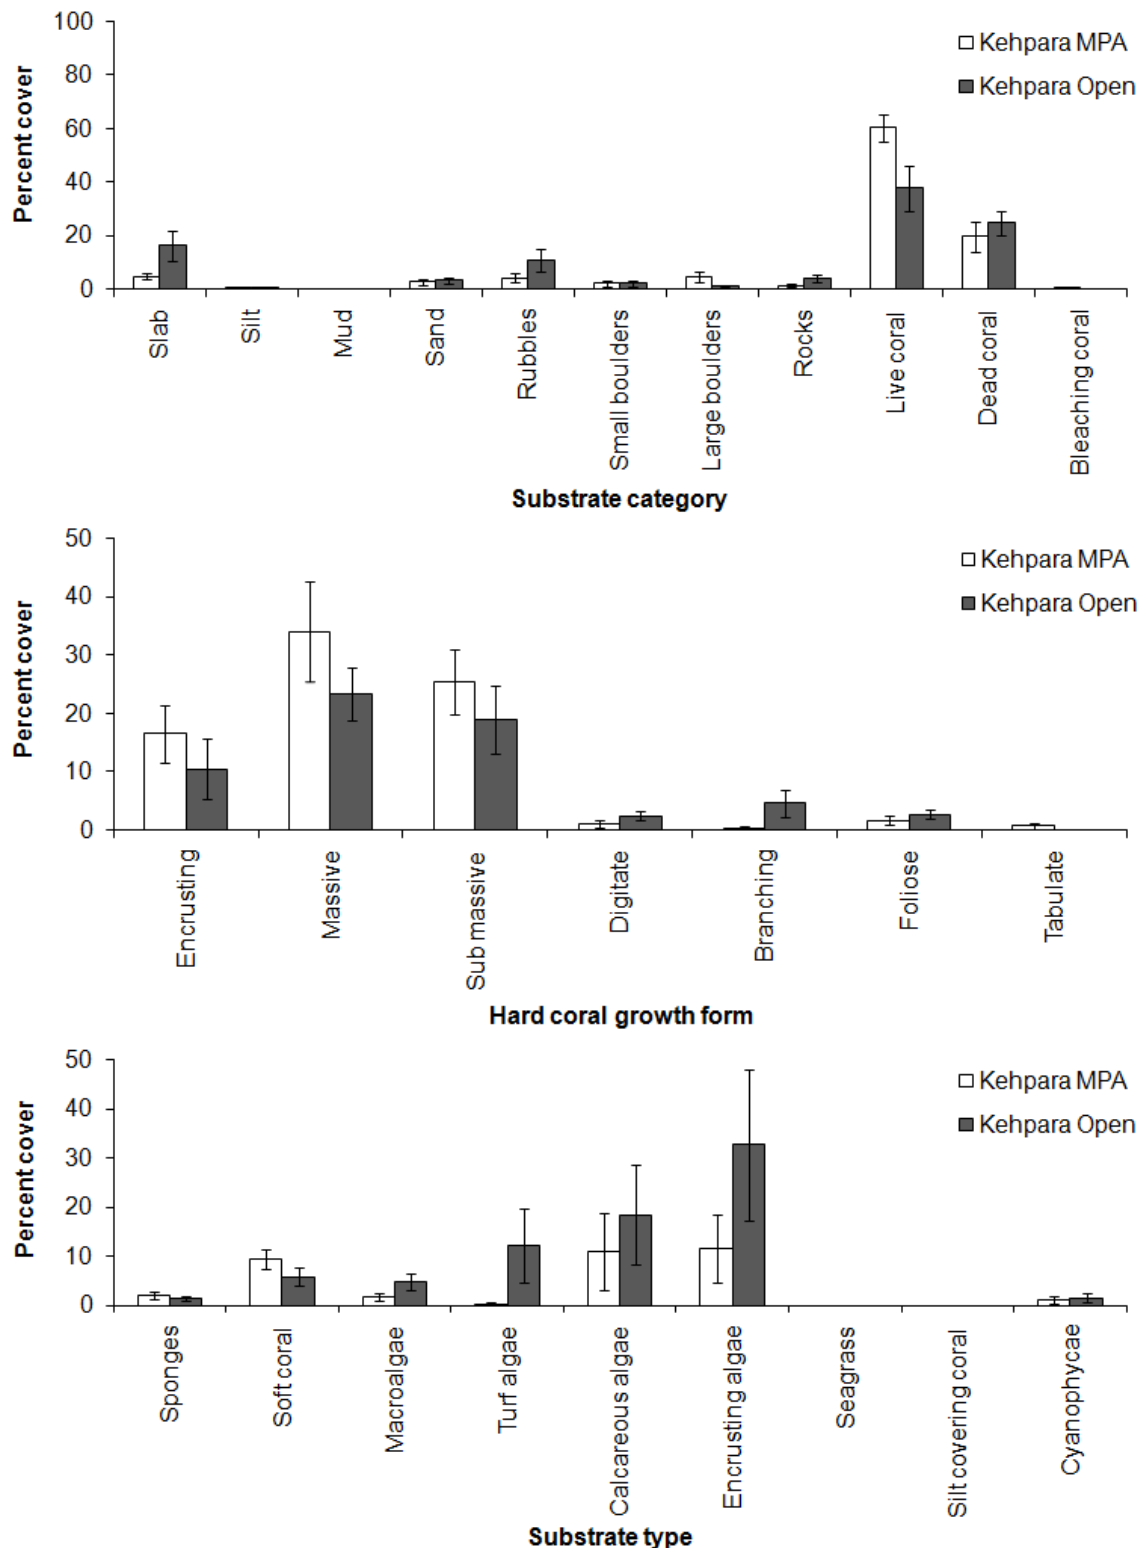 Percent cover
100
80
60
40
20
0
Kehpara MPA
Kehpara Open
Slab
Silt
Mud
Sand
Rubbles
Small boulders
Large boulders
Rocks
Live coral
Dead coral
Bleaching coral
Substrate category
Percent cover
50
40
30
20
10
0
Kehpara MPA
Kehpara Open
Encrusting
Massive
Sub massive
Digitate
Branching
Foliose
Tabulate
Hard coral growth form
Percent cover
50
40
30
20
10
0
Kehpara MPA
Kehpara Open
Sponges
Soft coral
Macroalgae
Turf algae
Calcareous algae
Encrusting algae
Seagrass
Silt covering coral
Cyanophycae
Substrate type